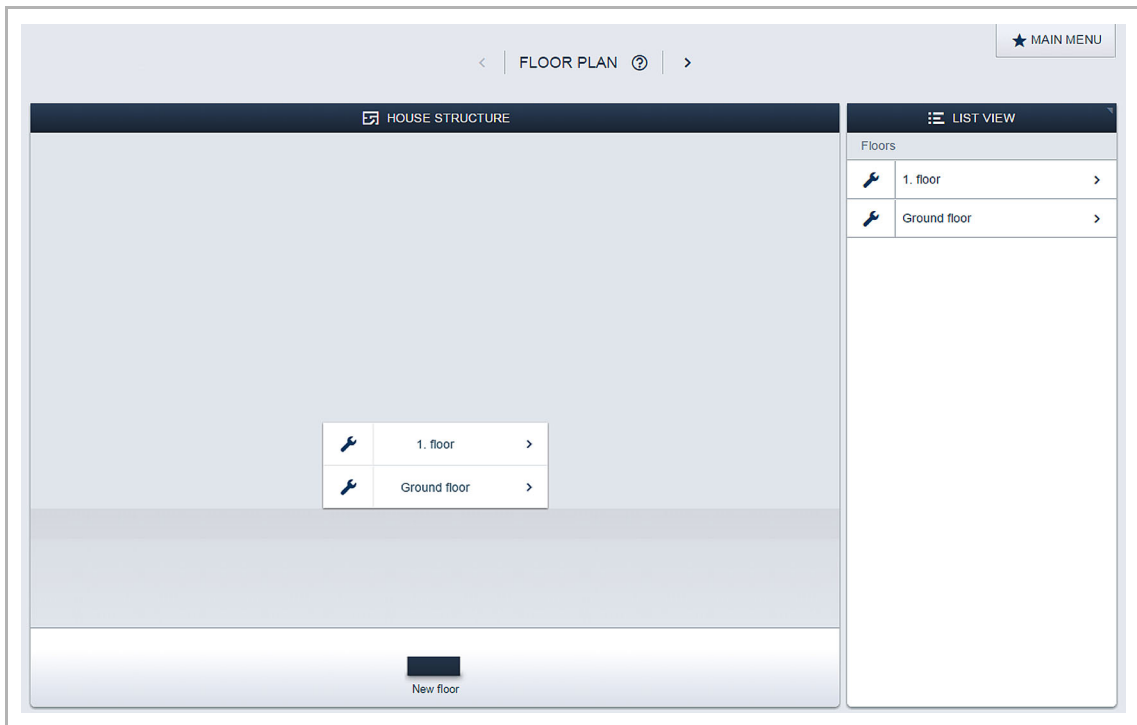 MAIN MENU
FLOOR PLAN
HOUSE STRUCTURE
1. floor
Ground floor
New floor
LIST VIEW
Floors
1. floor
Ground floor